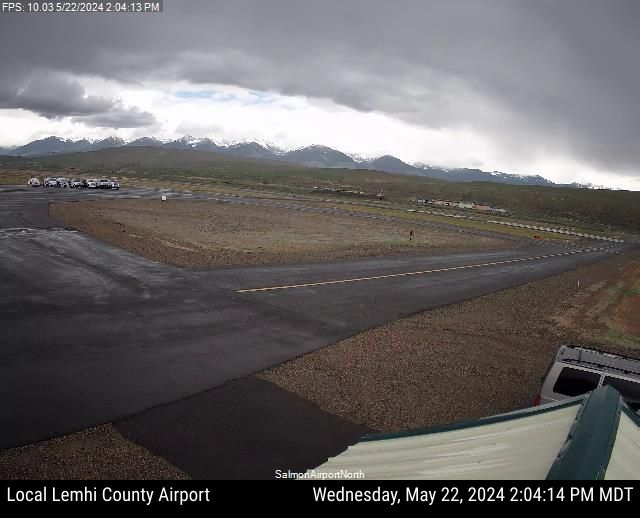 FPS: 10.03 5/22/2024 2:04:13 PM
SalmonAirportNorth
Local Lemhi County Airport Wednesday, May 22, 2024 2:04:14 PM MDT